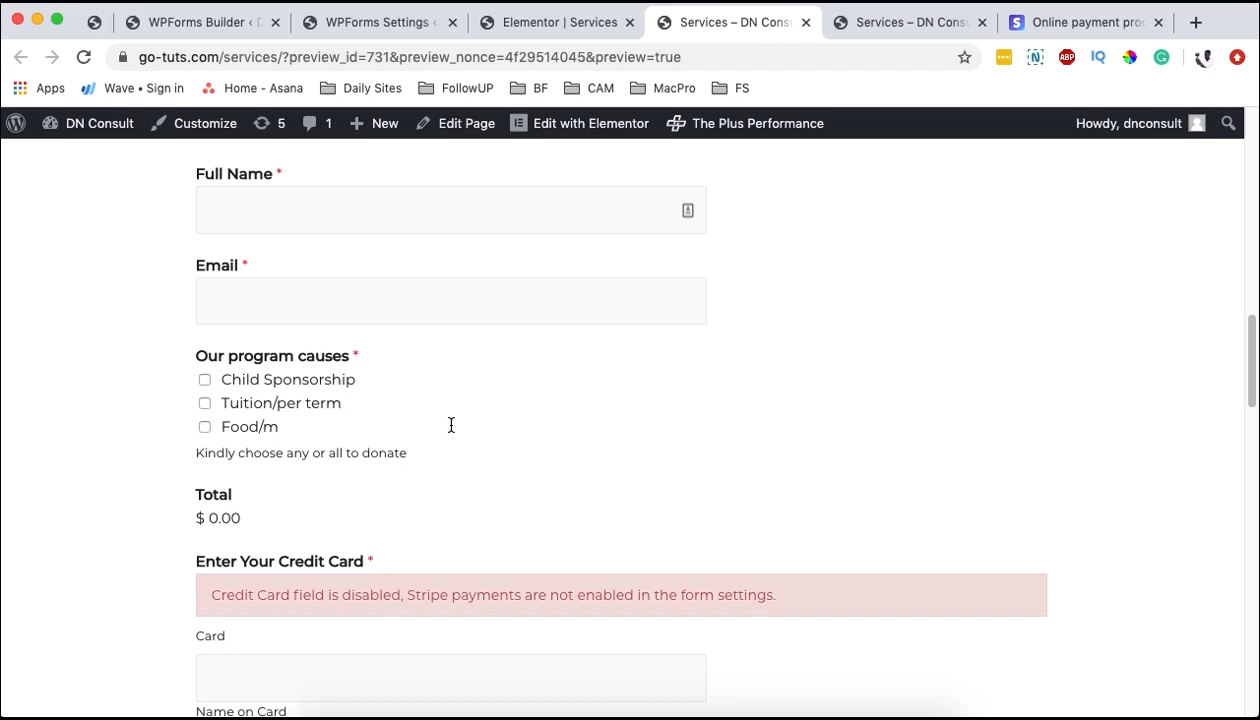 WPForms Builder ‹ D
WPForms Settings ‹
Elementor | Services
Services – DN Consu
Services – DN Consu
Online payment proc
go-tuts.com/services/?preview_id=731&preview_nonce=4f29514045&preview=true
ABP
IQ
Apps
Wave • Sign in
Home - Asana
Daily Sites
FollowUP
BF
CAM
MacPro
FS
DN Consult
Customize
5
1
New
Edit Page
Edit with Elementor
The Plus Performance
Howdy, dnconsult
Full Name *
Email *
Our program causes *
Child Sponsorship
Tuition/per term
Food/m
Kindly choose any or all to donate
Total
$ 0.00
Enter Your Credit Card *
Credit Card field is disabled, Stripe payments are not enabled in the form settings.
Card
Name on Card